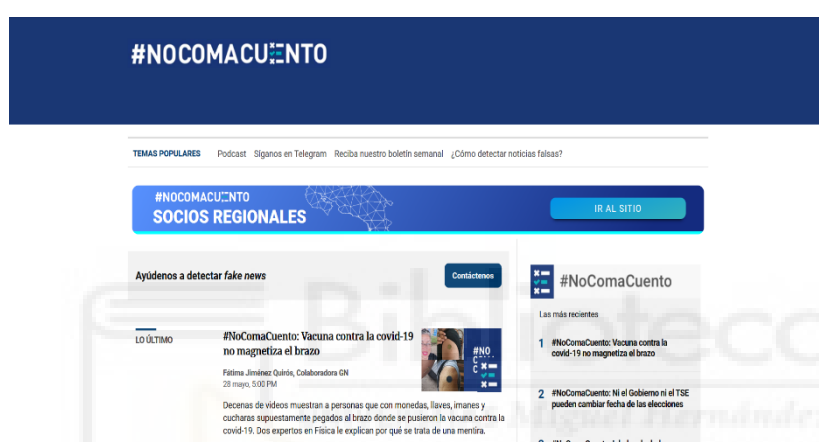 #NOCOMACUENTO
TEMAS POPULARES Podcast Síganos en Telegram Reciba nuestro boletín semanal ¿Cómo detectar noticias falsas?
#NOCOMACUENTO
SOCIOS REGIONALES
IR AL SITIO
Ayúdenos a detectar fake news
Contáctenos
#NoComaCuento
Las más recientes
LO ÚLTIMO
#NoComaCuento: Vacuna contra la covid-19
no magnetiza el brazo
Fátima Jiménez Quirós, Colaboradora GN
28 mayo, 5:00 PM
Decenas de videos muestran a personas que con monedas, llaves, imanes y
cucharas supuestamente pegados al brazo donde se pusieron la vacuna contra la
covid-19. Dos expertos en Física le explican por qué se trata de una mentira.
#NO
1 #NoComaCuento: Vacuna contra la
covid-19 no magnetiza el brazo
2 #NoComaCuento: Ni el Gobierno ni el TSE
pueden cambiar fecha de las elecciones
Bibliotec
Miguel Hernánde